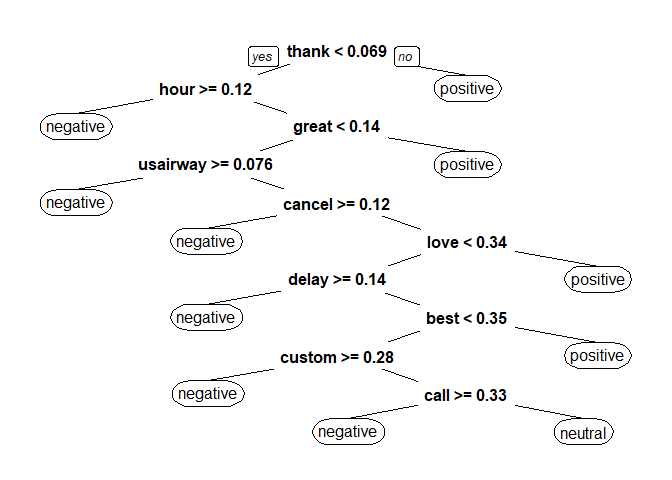 yes thank < 0.069 no
hour >= 0.12 positive
negative great < 0.14
usairway >= 0.076 positive
negative cancel >= 0.12
negative love < 0.34
delay >= 0.14 positive
negative best < 0.35
custom >= 0.28 positive
negative call >= 0.33
negative neutral